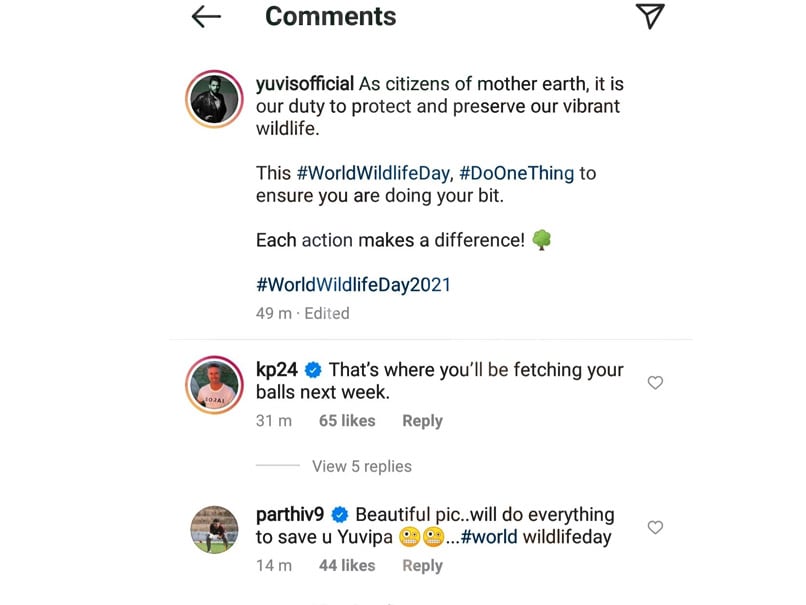 Comments
yuvisofficial As citizens of mother earth, it is
our duty to protect and preserve our vibrant
wildlife.
This #WorldWildlifeDay, #DoOneThing to
ensure you are doing your bit.
Each action makes a difference! 🌳
#WorldWildlifeDay2021
49 m · Edited
kp24 That's where you'll be fetching your
balls next week.
31 m 65 likes Reply
View 5 replies
parthiv9 Beautiful pic..will do everything
to save u Yuvipa 🤪🤪...#world wildlifeday
14 m 44 likes Reply